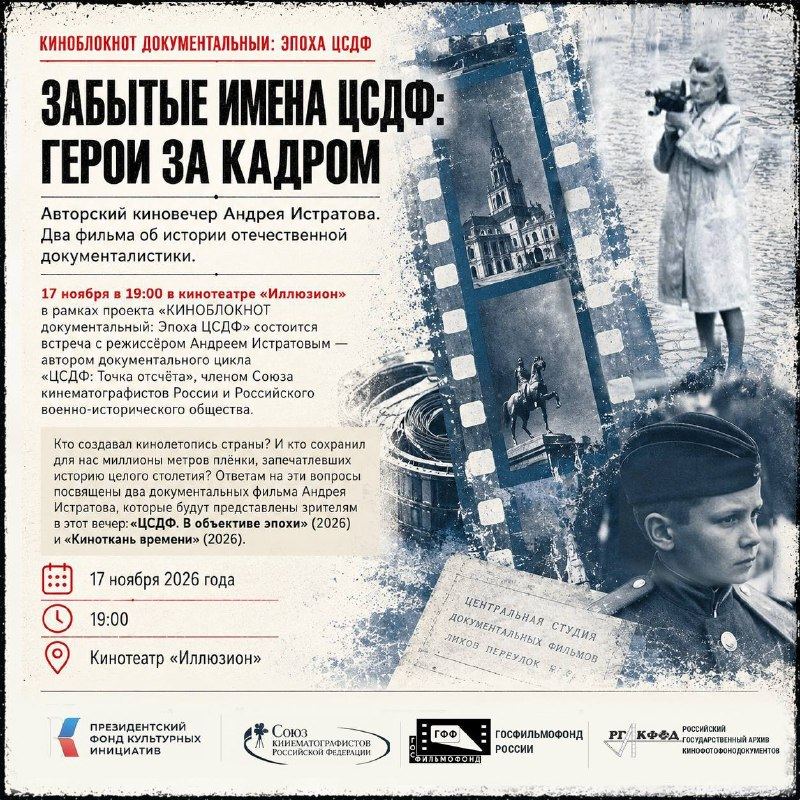 КИНОБЛОКНОТ ДОКУМЕНТАЛЬНЫИ: ЭПОХА ЦСДФ
ЗАБЫТЫЕ ИМЕНА ЦСДФ:
ГЕРОИ ЗА КАДРОМ
Авторский киновечер Андрея Истратова.
Два фильма об истории отечественной
документалистики.
17 ноября в 19:00 в кинотеатре «Иллюзион»
в рамках проекта «КИНОБЛОКНОТ
документальный: Эпоха ЦСДФ» состоится
встреча с режиссёром Андреем Истратовым —
автором документального цикла
«ЦСДФ: Точка отсчёта», членом Союза
кинематографистов России и Российского
военно-исторического общества.
Кто создавал кинолетопись страны? И кто сохранил
для нас миллионы метров плёнки, запечатлевших
историю целого столетия? Ответам на эти вопросы
посвящены два документальных фильма Андрея
Истратова, которые будут представлены зрителям
в этот вечер: «ЦСДФ. В объективе эпохи» (2026)
и «Киноткань времени» (2026).
17 ноября 2026 года
19:00
Кинотеатр «Иллюзион»
ЦЕНТРАЛЬНАЯ СТУДИЯ
ДОКУМЕНТАЛЬНЫХ ФИЛЬМОВ
ЛИХОВ ПЕРЕУЛОК
ПРЕЗИДЕНТСКИЙ
ФОНД КУЛЬТУРНЫХ
ИНИЦИАТИВ
Союз
кинематографистов
Российской Федерации
ГФФ
ГОС
ФИЛЬМОФОНД
ГОСФИЛЬМОФОНД
РОССИИ
РГАКФФД
РОССИЙСКИЙ
ГОСУДАРСТВЕННЫЙ АРХИВ
КИНОФОТОФОНОДОКУМЕНТОВ